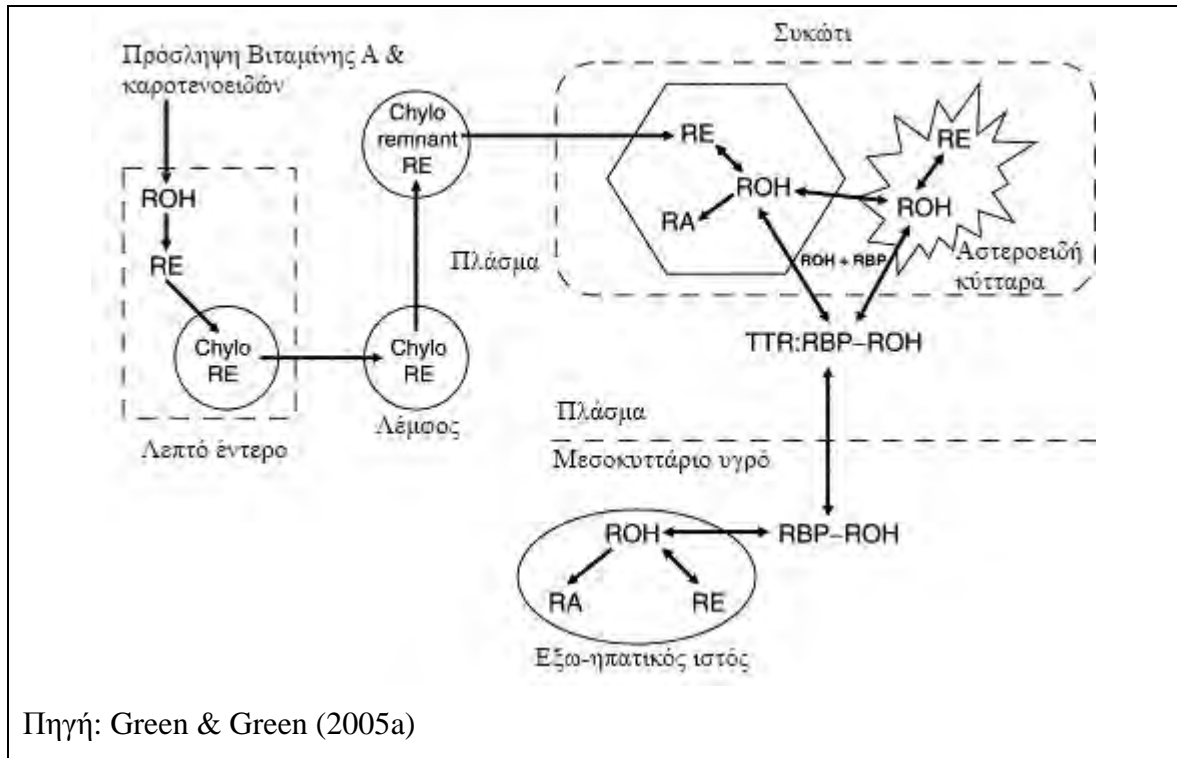 Πρόσληψη Βιταμίνης Α &
καροτενοειδών
ROH
RE
Chylo
RE
Λεπτό έντερο
Chylo
RE
Λέμφος
Chylo
remnant
RE
Πλάσμα
Συκώτι
RE
ROH
RA
RE
ROH
ROH + RBP
Αστεροειδή
κύτταρα
TTR:RBP–ROH
Πλάσμα
Μεσοκυττάριο υγρό
ROH
RBP–ROH
RA
RE
Εξω-ηπατικός ιστός
Πηγή: Green & Green (2005a)